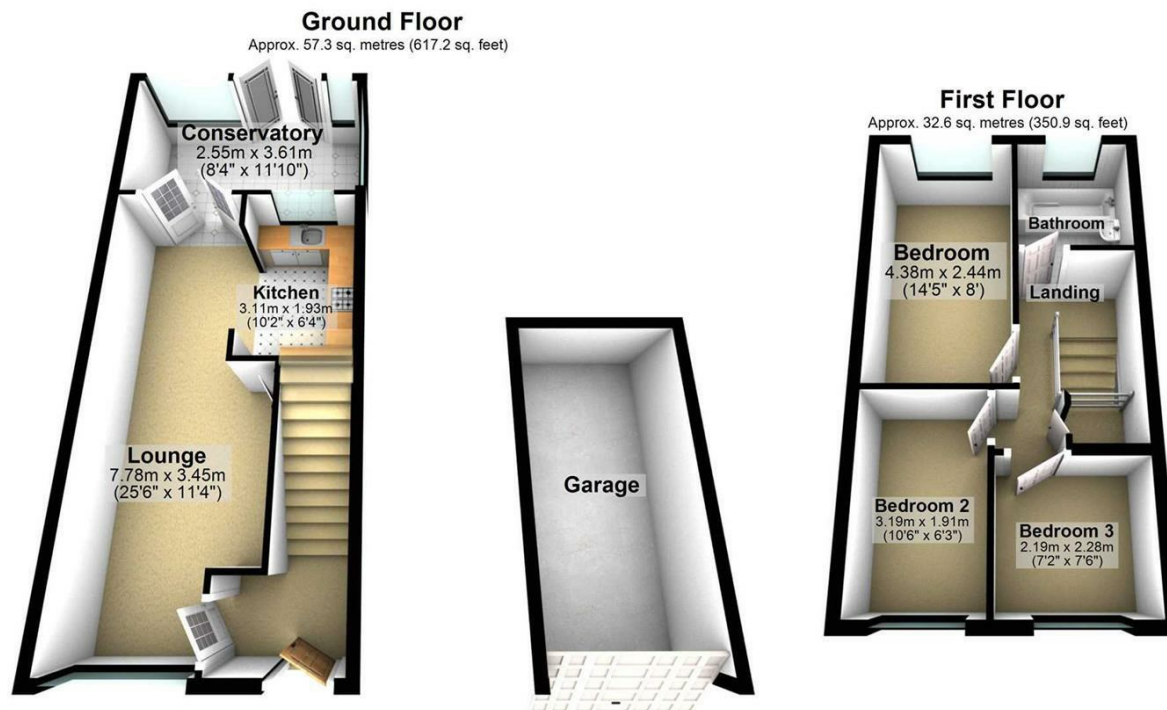 Ground Floor
Approx. 57.3 sq. metres (617.2 sq. feet)
Conservatory
2.55m x 3.61m
(8'4" x 11'10")
Kitchen
3.11m x 1.93m
(10'2" x 6'4")
Lounge
7.78m x 3.45m
(25'6" x 11'4")
Garage
First Floor
Approx. 32.6 sq. metres (350.9 sq. feet)
Bathroom
Bedroom
4.38m x 2.44m
(14'5" x 8')
Landing
Bedroom 2
3.19m x 1.91m
(10'6" x 6'3")
Bedroom 3
2.19m x 2.28m
(7'2" x 7'6")